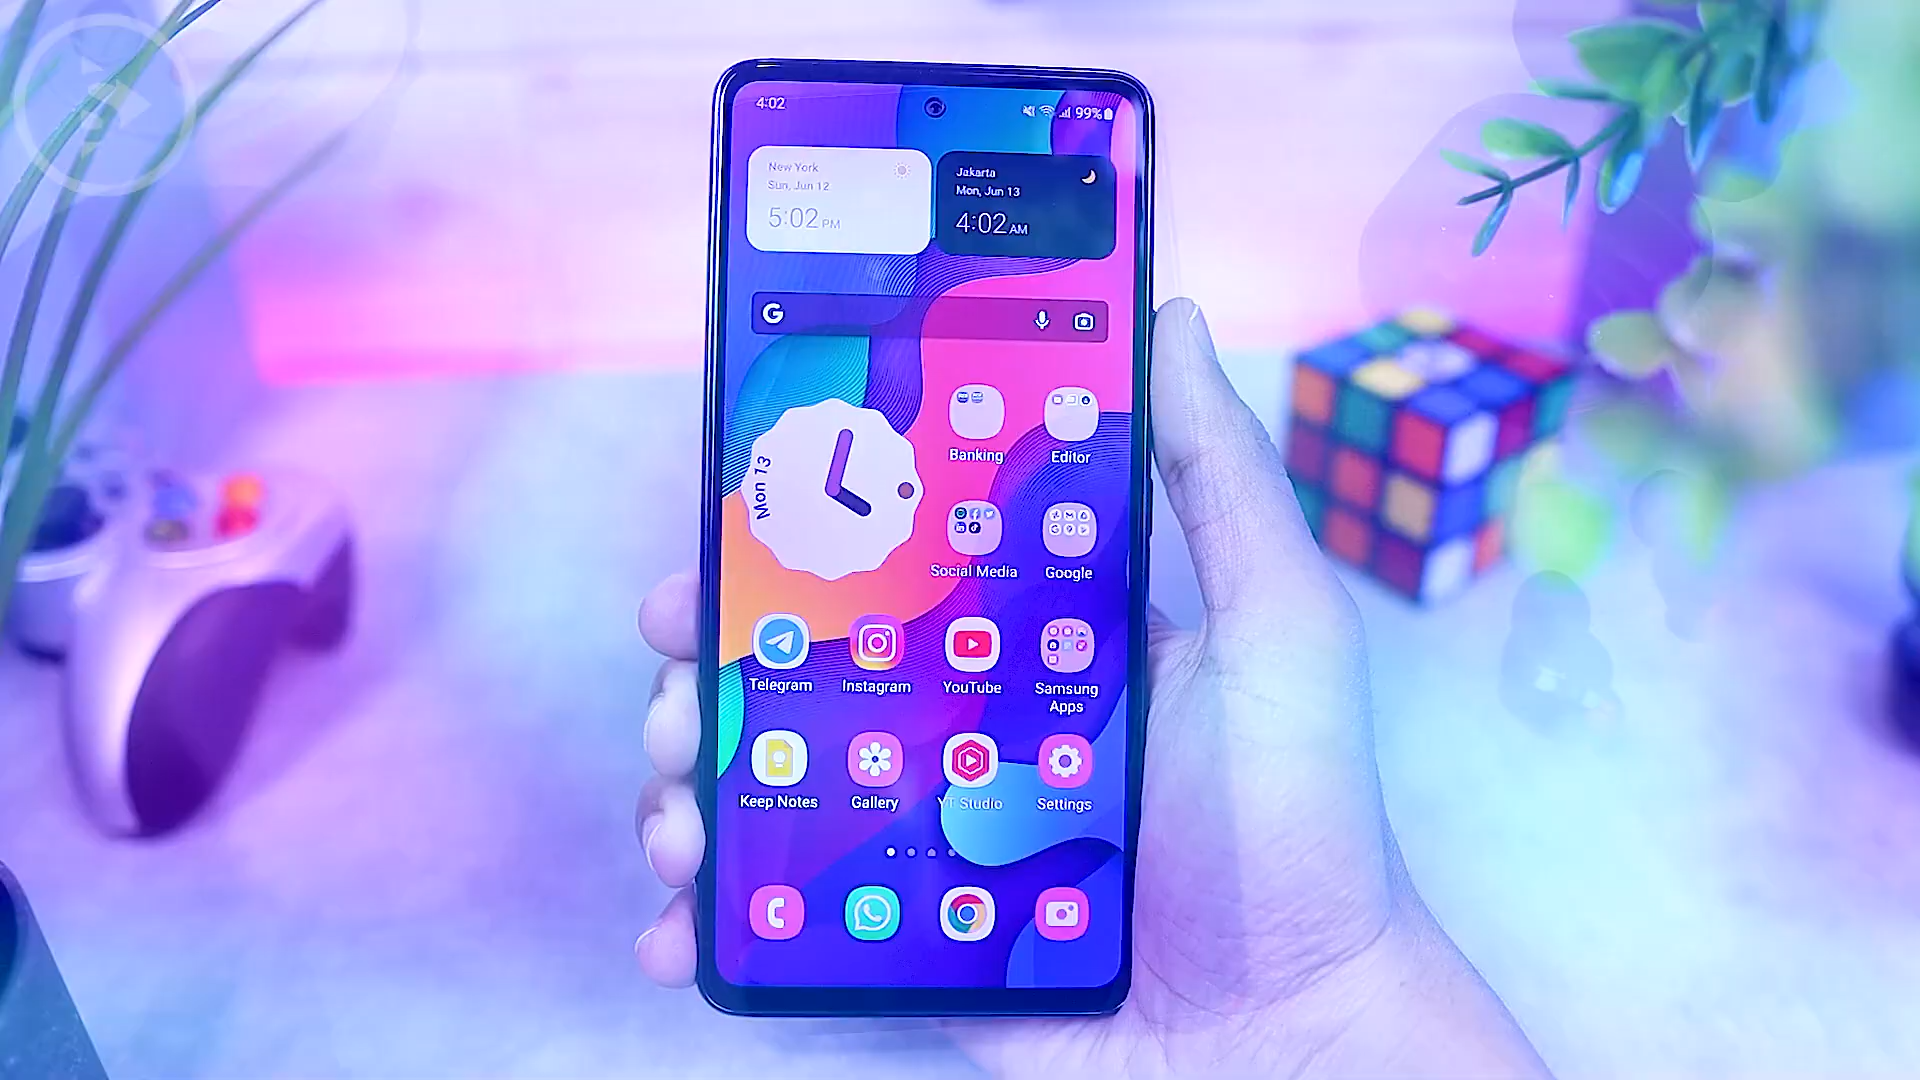 4:02
99%
New York
Sun, Jun 12
5:02 PM
Jakarta
Mon, Jun 13
4:02 AM
G
Mon 13
Banking
Editor
Social Media
Google
Telegram
Instagram
YouTube
Samsung
Apps
Keep Notes
Gallery
YT Studio
Settings